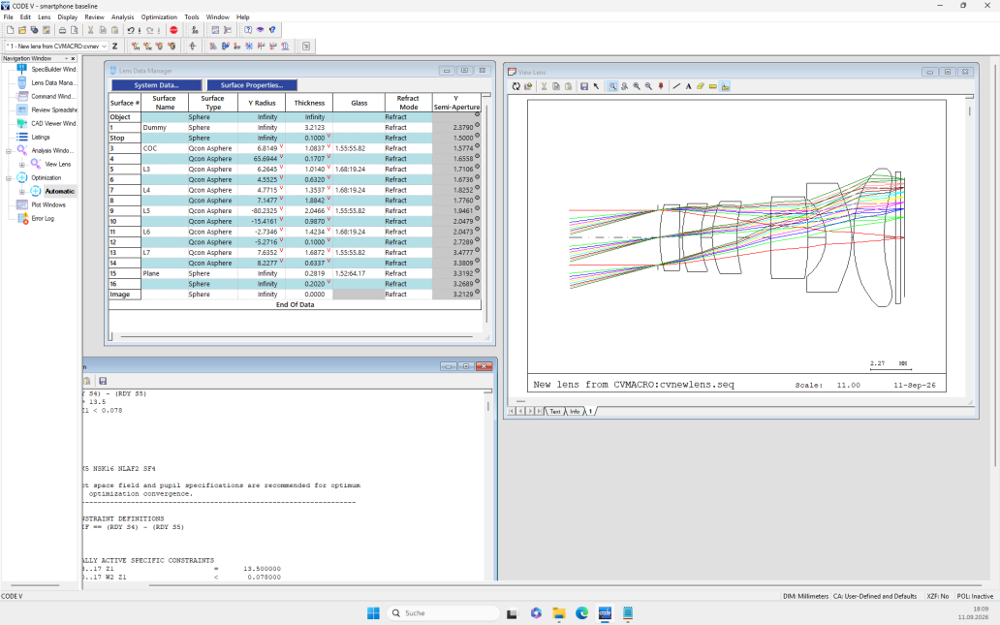 CODE V - smartphone baseline
File Edit Lens Display Review Analysis Optimization Tools Window Help
* 1 - New lens from CVMACRO:cvnev
Navigation Window
SpecBuilder Wind
Lens Data Mana...
Command Wind...
Review Spreadshe
CAD Viewer Wind.
Listings
Analysis Windo...
View Lens
Optimization
Automatic
Plot Windows
Error Log
Lens Data Manager
System Data... Surface Properties...
Surface # Surface Name Surface Type Y Radius Thickness Glass Refract Mode Y Semi-Aperture
Object Sphere Infinity Infinity Refract
1 Dummy Sphere Infinity 3.2123 Refract 2.3790
Stop Sphere Infinity 0.1000 V Refract 1.5000
3 COC Qcon Asphere 6.8149 V 1.0837 V 1.55:55.82 Refract 1.5774
4 Qcon Asphere 65.6944 V 0.1707 V Refract 1.6558
5 L3 Qcon Asphere 6.2645 V 1.0140 V 1.68:19.24 Refract 1.7106
6 Qcon Asphere 4.5525 V 0.6320 V Refract 1.6736
7 L4 Qcon Asphere 4.7715 V 1.3537 V 1.68:19.24 Refract 1.8252
8 Qcon Asphere 7.1477 V 1.8842 V Refract 1.7760
9 L5 Qcon Asphere -80.2325 V 2.0466 V 1.55:55.82 Refract 1.9461
10 Qcon Asphere -15.4161 V 0.9870 V Refract 2.0479
11 L6 Qcon Asphere -2.7346 V 1.4234 V 1.68:19.24 Refract 2.0473
12 Qcon Asphere -5.2716 V 0.1000 V Refract 2.7289
13 L7 Qcon Asphere 7.6352 V 1.6872 V 1.55:55.82 Refract 3.4777
14 Qcon Asphere 8.2277 V 0.6337 V Refract 3.3809
15 Plane Sphere Infinity 0.2819 1.52:64.17 Refract 3.3192
16 Sphere Infinity 0.2020 V Refract 3.2689
Image Sphere Infinity 0.0000 Refract 3.2129
End Of Data
View Lens
2.27 MM
New lens from CVMACRO:cvnewlens.seq Scale: 11.00 11-Sep-26
Text Info 1
S4) - (RDY S5)
13.5
Z1 < 0.078
NSK16 NLAF2 SF4
space field and pupil specifications are recommended for optimum
optimization convergence.
CONSTRAINT DEFINITIONS
== (RDY S4) - (RDY S5)
ACTIVE SPECIFIC CONSTRAINTS
..17 Z1 = 13.500000
..17 W2 Z1 < 0.078000
CODE V
DIM: Millimeters CA: User-Defined and Defaults XZF: No POL: Inactive
Suche
18:09
11.09.2026